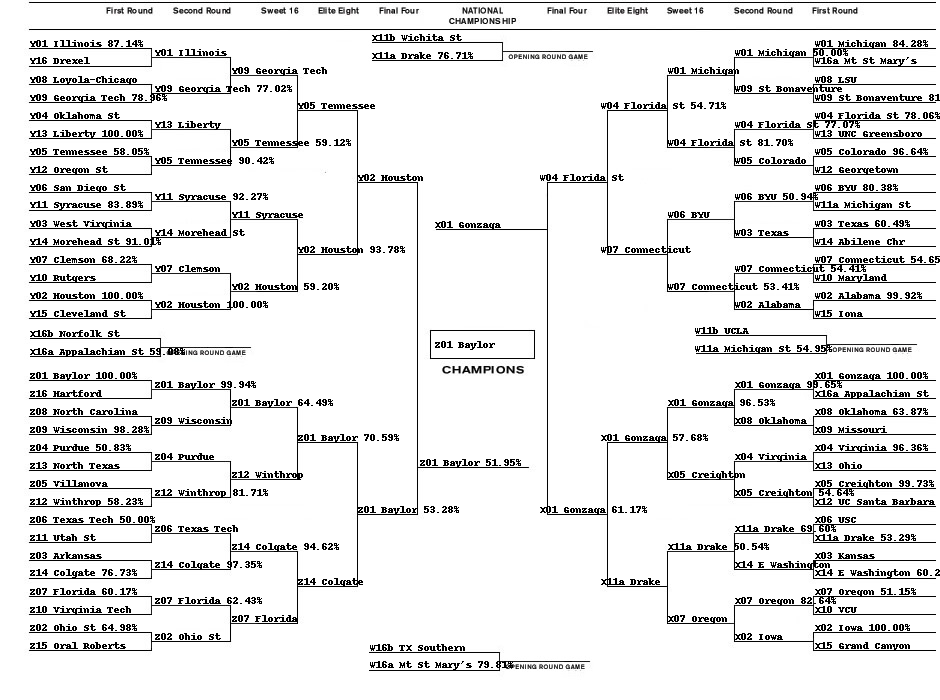 First Round Second Round Sweet 16 Elite Eight Final Four NATIONAL CHAMPIONSHIP Final Four Elite Eight Sweet 16 Second Round First Round
X11b Wichita St
X11a Drake 76.71%
OPENING ROUND GAME
Y01 Illinois 87.14%
Y16 Drexel
Y08 Loyola-Chicago
Y09 Georgia Tech 78.96%
Y04 Oklahoma St
Y13 Liberty 100.00%
Y05 Tennessee 58.05%
Y12 Oregon St
Y06 San Diego St
Y11 Syracuse 83.89%
Y03 West Virginia
Y14 Morehead St 91.01%
Y07 Clemson 68.22%
Y10 Rutgers
Y02 Houston 100.00%
Y15 Cleveland St
Y01 Illinois
Y09 Georgia Tech 77.02%
Y13 Liberty
Y05 Tennessee 90.42%
Y11 Syracuse 92.27%
Y14 Morehead St
Y07 Clemson
Y02 Houston 100.00%
Y09 Georgia Tech
Y05 Tennessee 59.12%
Y11 Syracuse
Y02 Houston 59.20%
Y05 Tennessee
Y02 Houston 93.78%
Y02 Houston
X16b Norfolk St
X16a Appalachian St 59.08%
OPENING ROUND GAME
Z01 Baylor 100.00%
Z16 Hartford
Z08 North Carolina
Z09 Wisconsin 98.28%
Z04 Purdue 50.83%
Z13 North Texas
Z05 Villanova
Z12 Winthrop 58.23%
Z06 Texas Tech 50.00%
Z11 Utah St
Z03 Arkansas
Z14 Colgate 76.73%
Z07 Florida 60.17%
Z10 Virginia Tech
Z02 Ohio St 64.98%
Z15 Oral Roberts
Z01 Baylor 99.94%
Z09 Wisconsin
Z04 Purdue
Z12 Winthrop 81.71%
Z06 Texas Tech
Z14 Colgate 97.35%
Z07 Florida 62.43%
Z02 Ohio St
Z01 Baylor 64.49%
Z12 Winthrop
Z14 Colgate 94.62%
Z07 Florida
Z01 Baylor 70.59%
Z14 Colgate
Z01 Baylor 53.28%
X01 Gonzaga
Z01 Baylor
CHAMPIONS
Z01 Baylor 51.95%
W04 Florida St
X01 Gonzaga 61.17%
W04 Florida St 54.71%
W07 Connecticut
W01 Michigan
W04 Florida St 81.70%
W06 BYU
W07 Connecticut 53.41%
W01 Michigan 50.00%
W09 St Bonaventure
W04 Florida St 77.07%
W05 Colorado
W06 BYU 50.94%
W03 Texas
W07 Connecticut 54.41%
W02 Alabama
W01 Michigan 84.28%
W16a Mt St Mary's
W08 LSU
W09 St Bonaventure 81
W04 Florida St 78.06%
W13 UNC Greensboro
W05 Colorado 96.64%
W12 Georgetown
W06 BYU 80.38%
W11a Michigan St
W03 Texas 60.49%
W14 Abilene Chr
W07 Connecticut 54.65
W10 Maryland
W02 Alabama 99.92%
W15 Iona
W11b UCLA
W11a Michigan St 54.95%
OPENING ROUND GAME
X01 Gonzaga 57.68%
X11a Drake
X01 Gonzaga 96.53%
X05 Creighton
X11a Drake 50.54%
X07 Oregon
X01 Gonzaga 99.65%
X08 Oklahoma
X04 Virginia
X05 Creighton 54.64%
X11a Drake 69.60%
X14 E Washington
X07 Oregon 82.64%
X02 Iowa
X01 Gonzaga 100.00%
X16a Appalachian St
X08 Oklahoma 63.87%
X09 Missouri
X04 Virginia 96.36%
X13 Ohio
X05 Creighton 99.73%
X12 UC Santa Barbara
X06 USC
X11a Drake 53.29%
X03 Kansas
X14 E Washington 60.2
X07 Oregon 51.15%
X10 VCU
X02 Iowa 100.00%
X15 Grand Canyon
W16b TX Southern
W16a Mt St Mary's 79.81%
OPENING ROUND GAME